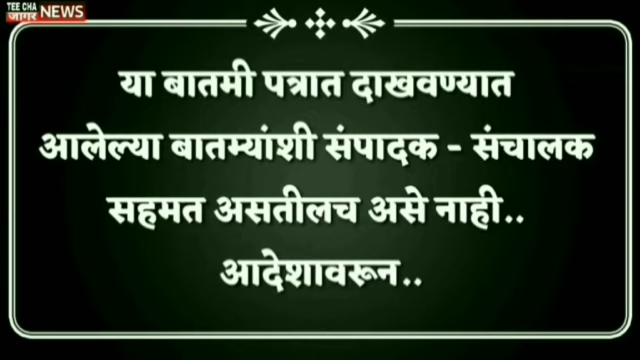 TEE CHA
जागर NEWS
या बातमी पत्रात दाखवण्यात
आलेल्या बातम्यांशी संपादक - संचालक
सहमत असतीलच असे नाही..
आदेशावरून..